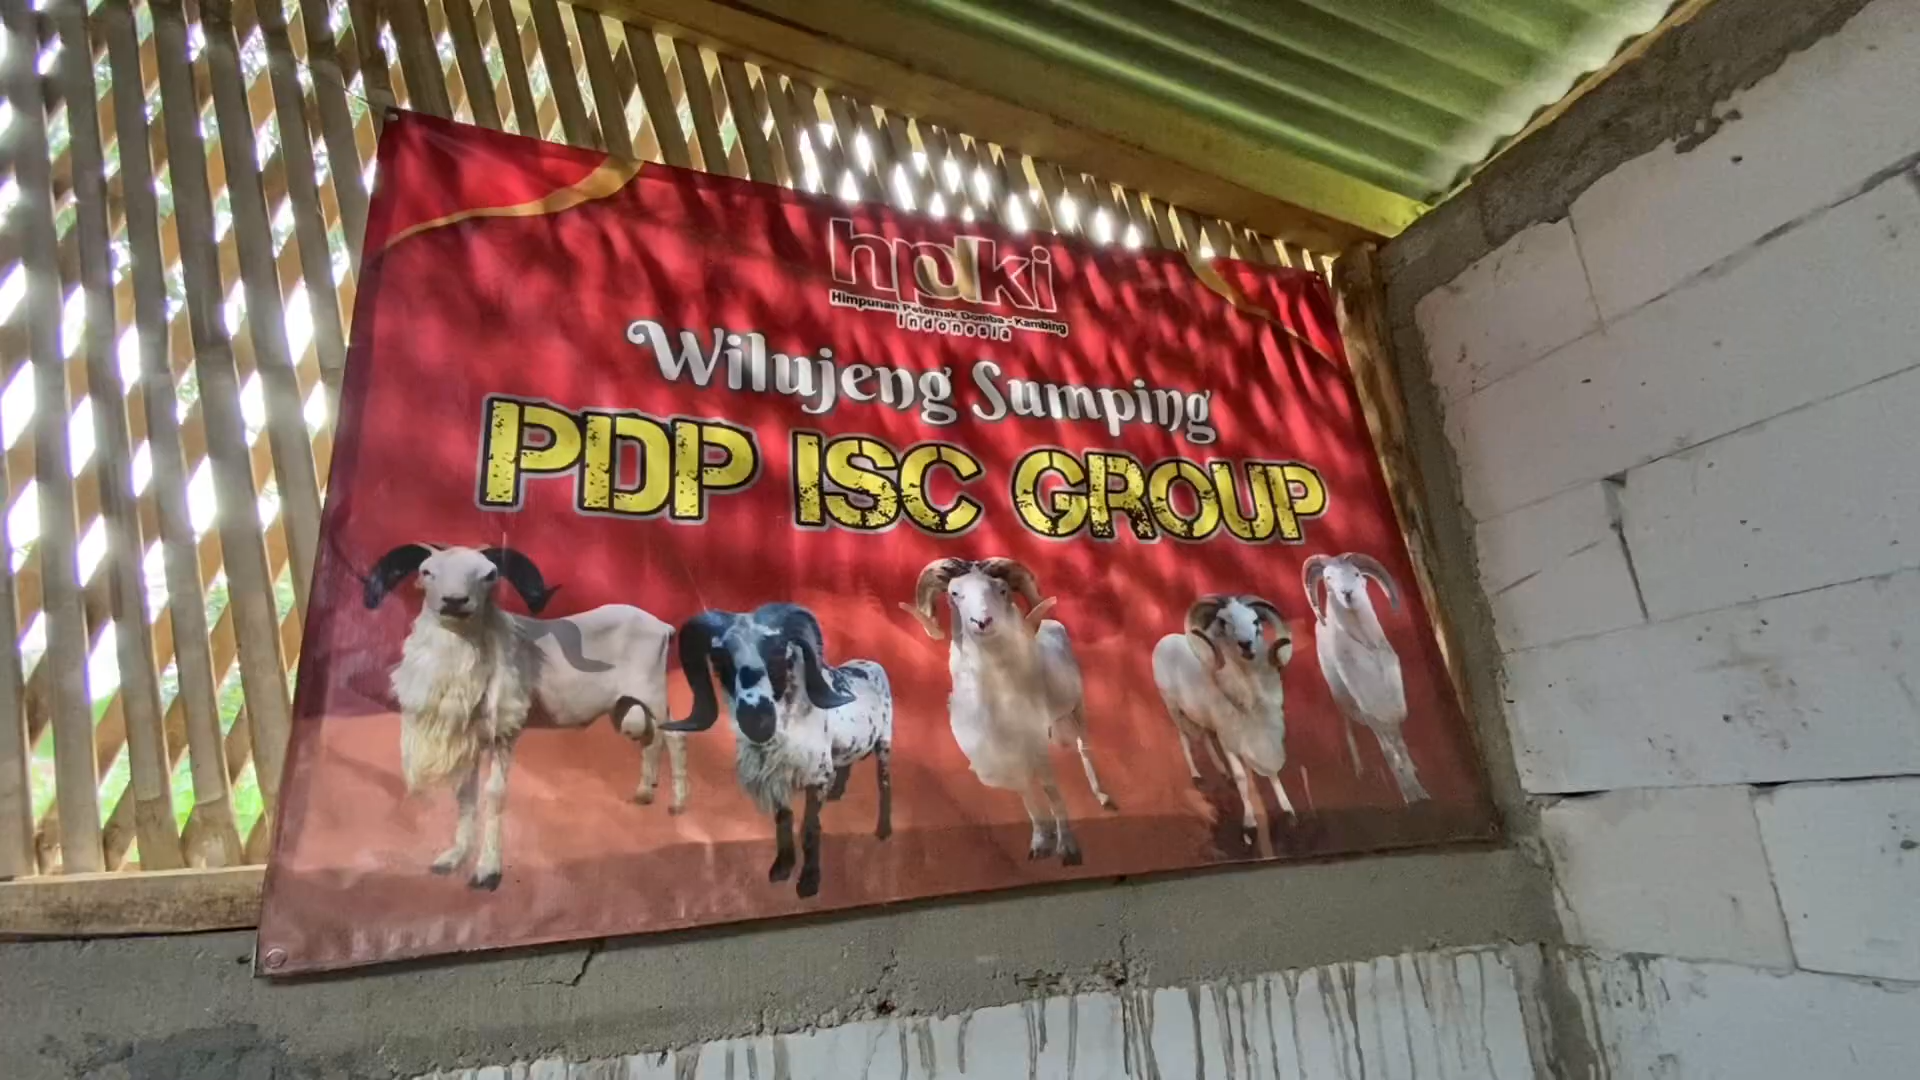 hpdki
Himpunan Peternak Domba - Kambing
Indonesia
Wilujeng Sumping
PDP ISC GROUP